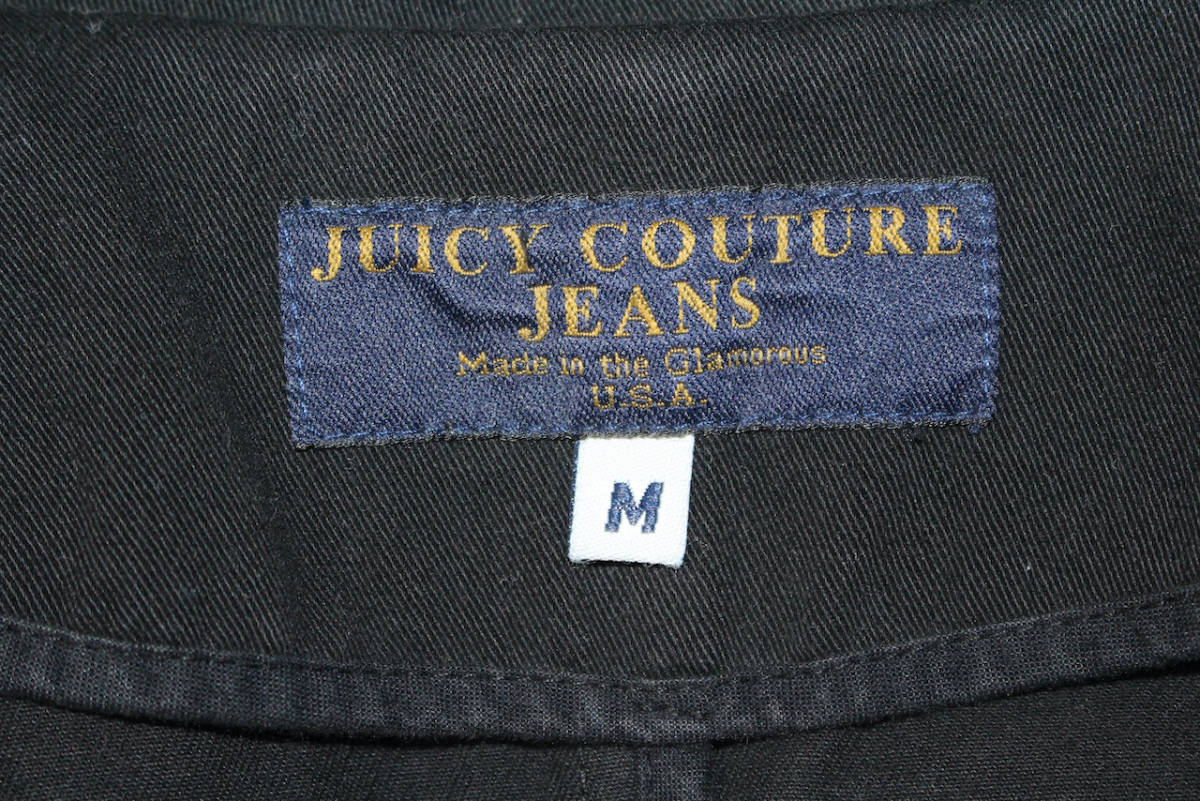 JUICY COUTURE
JEANS
Made in the Glamorous
U.S.A.
M